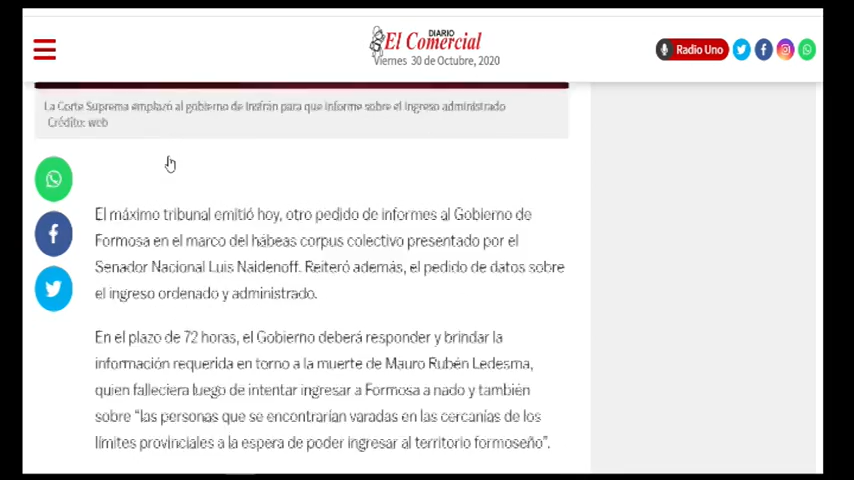 DIARIO
El Comercial
Viernes 30 de Octubre, 2020
Radio Uno
La Corte Suprema emplazó al gobierno de Insfrán para que informe sobre el ingreso administrado
Crédito: web
El máximo tribunal emitió hoy, otro pedido de informes al Gobierno de
Formosa en el marco del hábeas corpus colectivo presentado por el
Senador Nacional Luis Naidenoff. Reiteró además, el pedido de datos sobre
el ingreso ordenado y administrado.
En el plazo de 72 horas, el Gobierno deberá responder y brindar la
información requerida en torno a la muerte de Mauro Rubén Ledesma,
quien falleciera luego de intentar ingresar a Formosa a nado y también
sobre “las personas que se encontrarían varadas en las cercanías de los
límites provinciales a la espera de poder ingresar al territorio formoseño”.